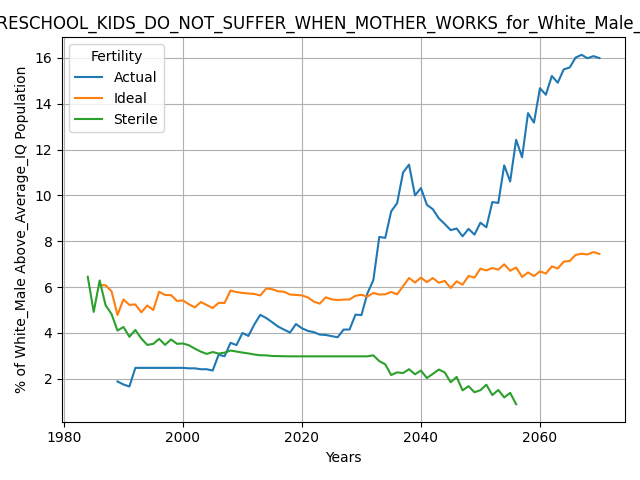 RESCHOOL_KIDS_DO_NOT_SUFFER_WHEN_MOTHER_WORKS_for_White_Male_
Fertility
Actual
Ideal
Sterile
% of White_Male Above_Average_IQ Population
16
14
12
10
8
6
4
2
1980
2000
2020
2040
2060
Years